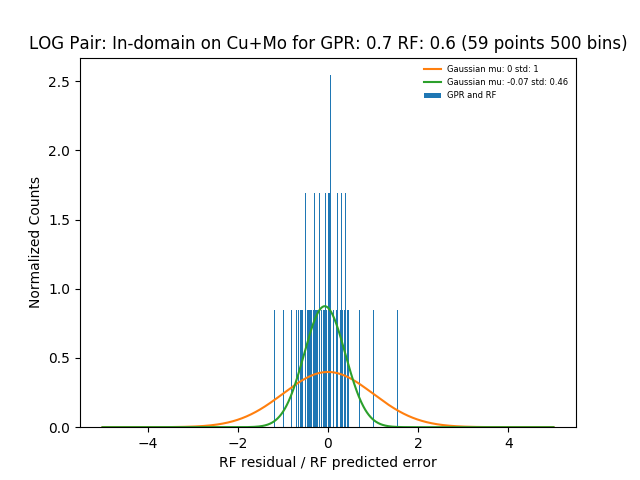 LOG Pair: In-domain on Cu+Mo for GPR: 0.7 RF: 0.6 (59 points 500 bins)
Gaussian mu: 0 std: 1
Gaussian mu: -0.07 std: 0.46
GPR and RF
Normalized Counts
2.5
2.0
1.5
1.0
0.5
0.0
−4 −2 0 2 4
RF residual / RF predicted error